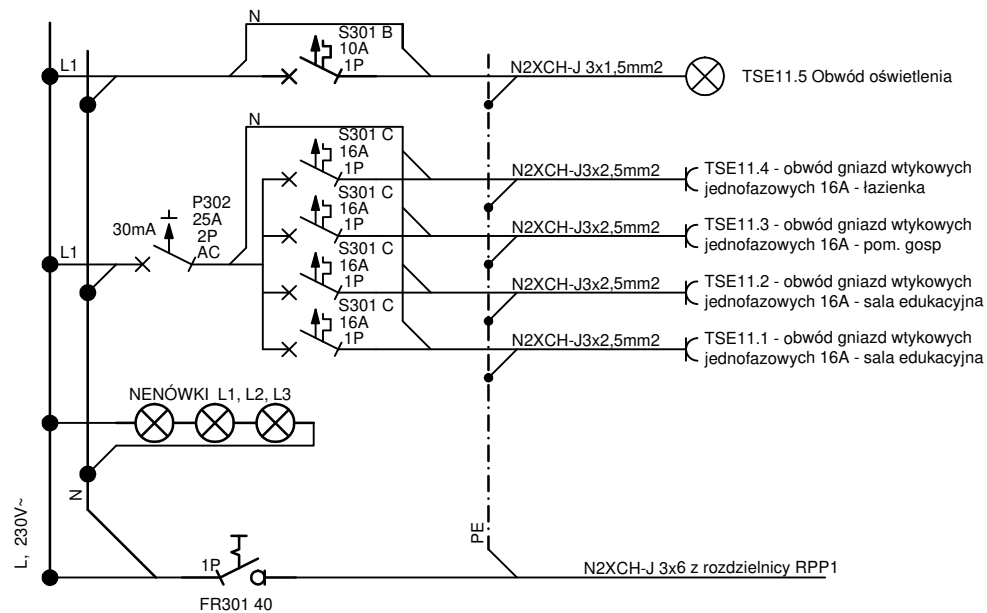 N
S301 B
10A
1P
L1
N2XCH-J 3x1,5mm2
TSE11.5 Obwód oświetlenia
N
S301 C
16A
1P
N2XCH-J3x2,5mm2
TSE11.4 - obwód gniazd wtykowych
jednofazowych 16A - łazienka
30mA
P302
25A
2P
AC
L1
S301 C
16A
1P
N2XCH-J3x2,5mm2
TSE11.3 - obwód gniazd wtykowych
jednofazowych 16A - pom. gosp
S301 C
16A
1P
N2XCH-J3x2,5mm2
TSE11.2 - obwód gniazd wtykowych
jednofazowych 16A - sala edukacyjna
S301 C
16A
1P
N2XCH-J3x2,5mm2
TSE11.1 - obwód gniazd wtykowych
jednofazowych 16A - sala edukacyjna
NENÓWKI L1, L2, L3
N
L, 230V~
PE
1P
FR301 40
N2XCH-J 3x6 z rozdzielnicy RPP1